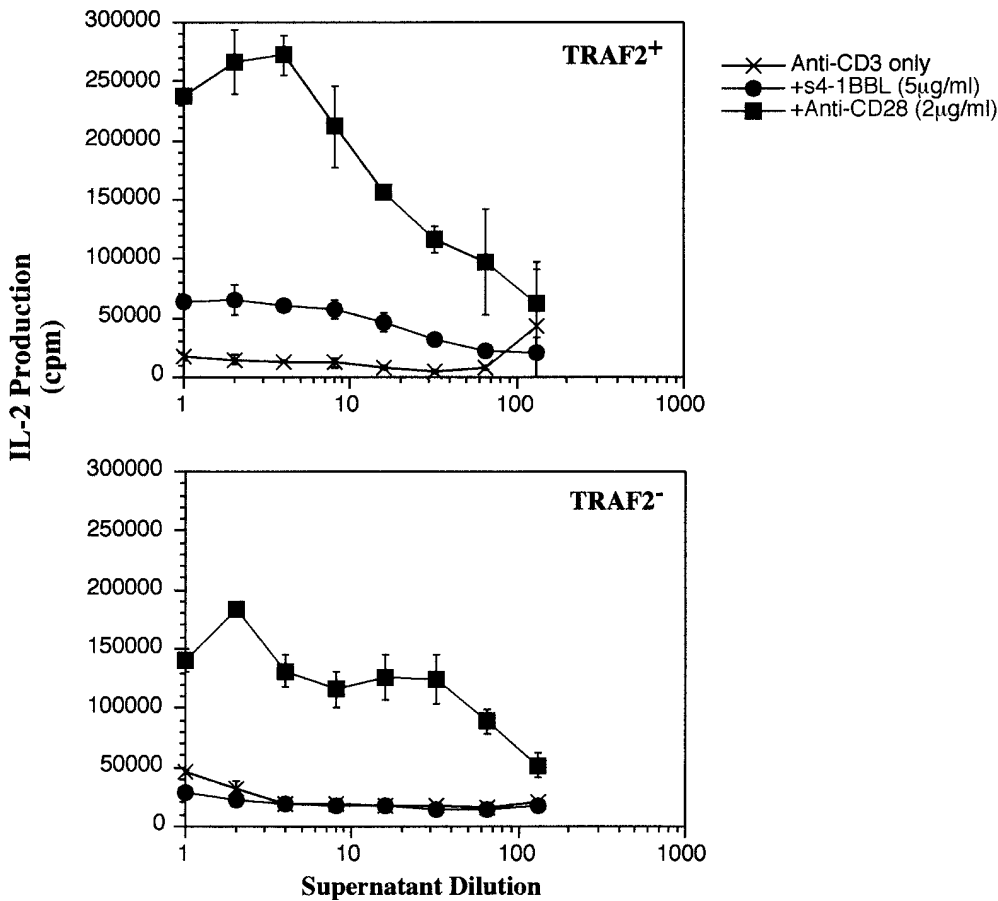 300000
250000
200000
150000
100000
50000
0
1
10
100
1000
TRAF2+
Anti-CD3 only
+s4-1BBL (5µg/ml)
+Anti-CD28 (2µg/ml)
IL-2 Production
(cpm)
300000
250000
200000
150000
100000
50000
0
1
10
100
1000
TRAF2-
Supernatant Dilution